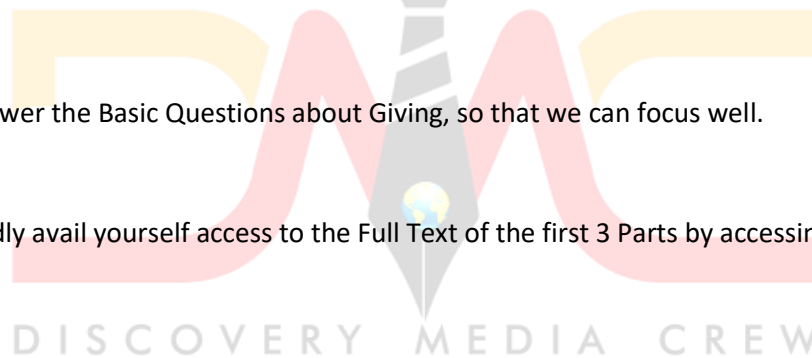 wer the Basic Questions about Giving, so that we can focus well.
dly avail yourself access to the Full Text of the first 3 Parts by accessin
DISCOVERY MEDIA CREW